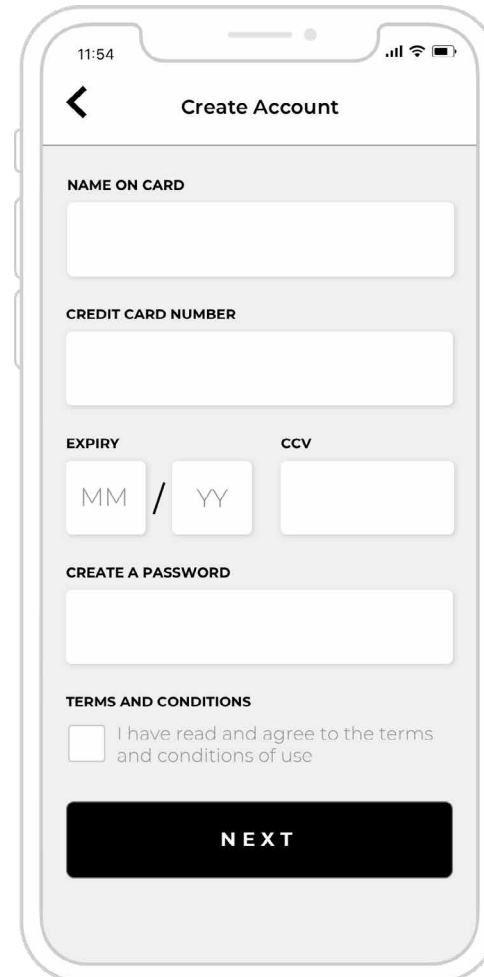 11:54
Create Account
NAME ON CARD
CREDIT CARD NUMBER
EXPIRY CCV
MM / YY
CREATE A PASSWORD
TERMS AND CONDITIONS
I have read and agree to the terms
and conditions of use
NEXT